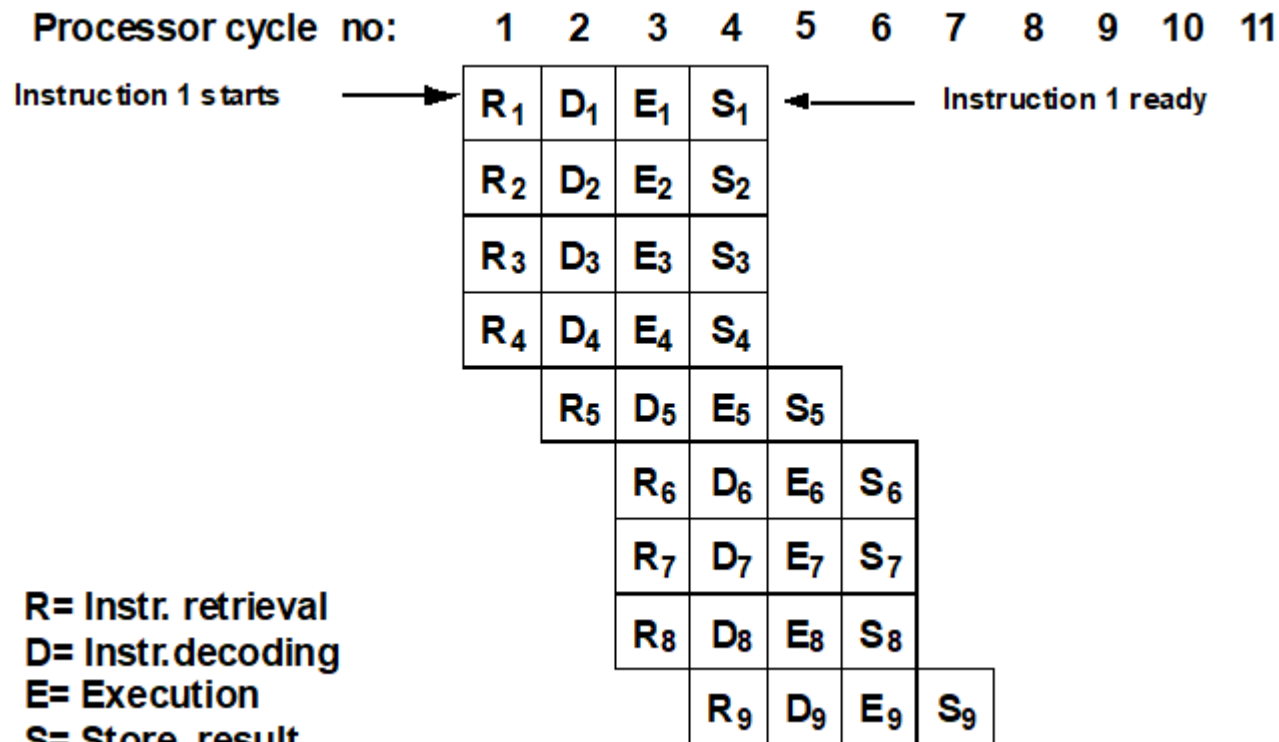 Processor cycle no: 1 2 3 4 5 6 7 8 9 10 11
Instruction 1 starts R1 D1 E1 S1 Instruction 1 ready
R2 D2 E2 S2
R3 D3 E3 S3
R4 D4 E4 S4
R5 D5 E5 S5
R6 D6 E6 S6
R7 D7 E7 S7
R= Instr. retrieval
R8 D8 E8 S8
D= Instr.decoding
E= Execution
R9 D9 E9 S9
S= Store result